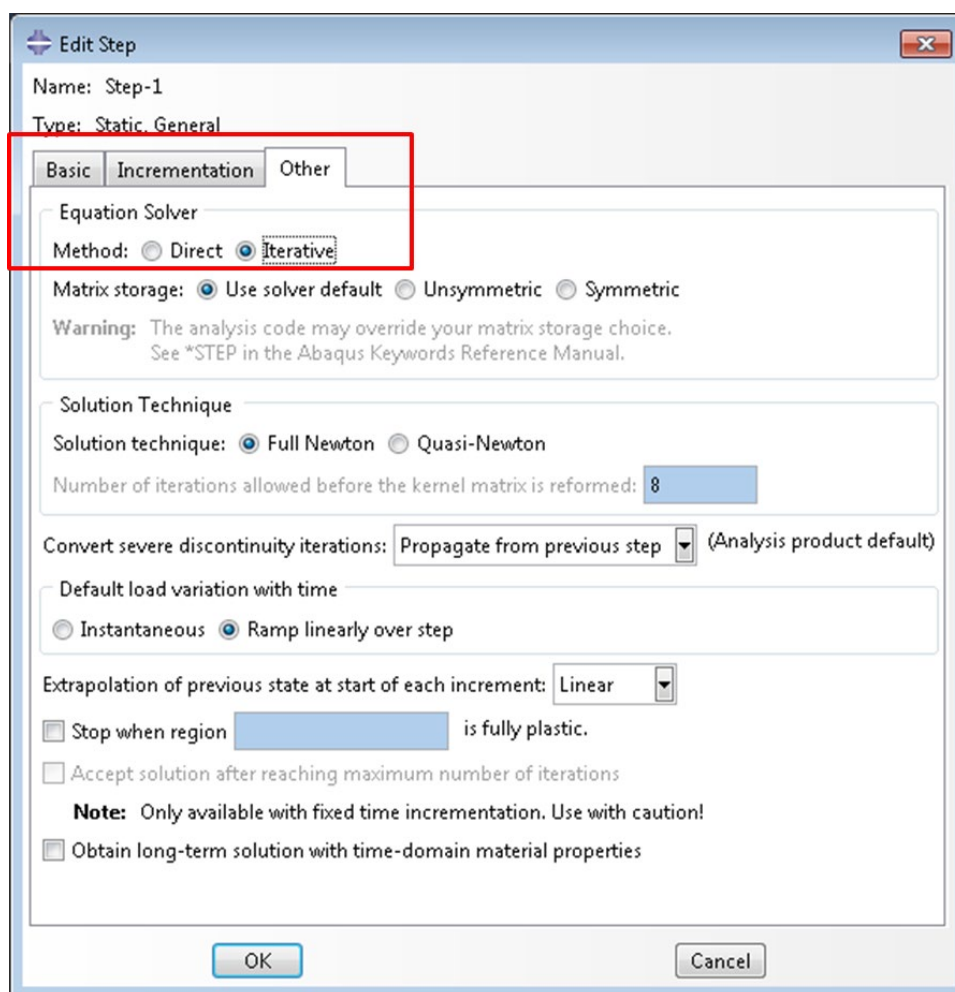 Edit Step
Name: Step-1
Type: Static, General
Basic Incrementation Other
Equation Solver
Method: Direct Iterative
Matrix storage: Use solver default Unsymmetric Symmetric
Warning: The analysis code may override your matrix storage choice.
See *STEP in the Abaqus Keywords Reference Manual.
Solution Technique
Solution technique: Full Newton Quasi-Newton
Number of iterations allowed before the kernel matrix is reformed: 8
Convert severe discontinuity iterations: Propagate from previous step (Analysis product default)
Default load variation with time
Instantaneous Ramp linearly over step
Extrapolation of previous state at start of each increment: Linear
Stop when region is fully plastic.
Accept solution after reaching maximum number of iterations
Note: Only available with fixed time incrementation. Use with caution!
Obtain long-term solution with time-domain material properties
OK Cancel